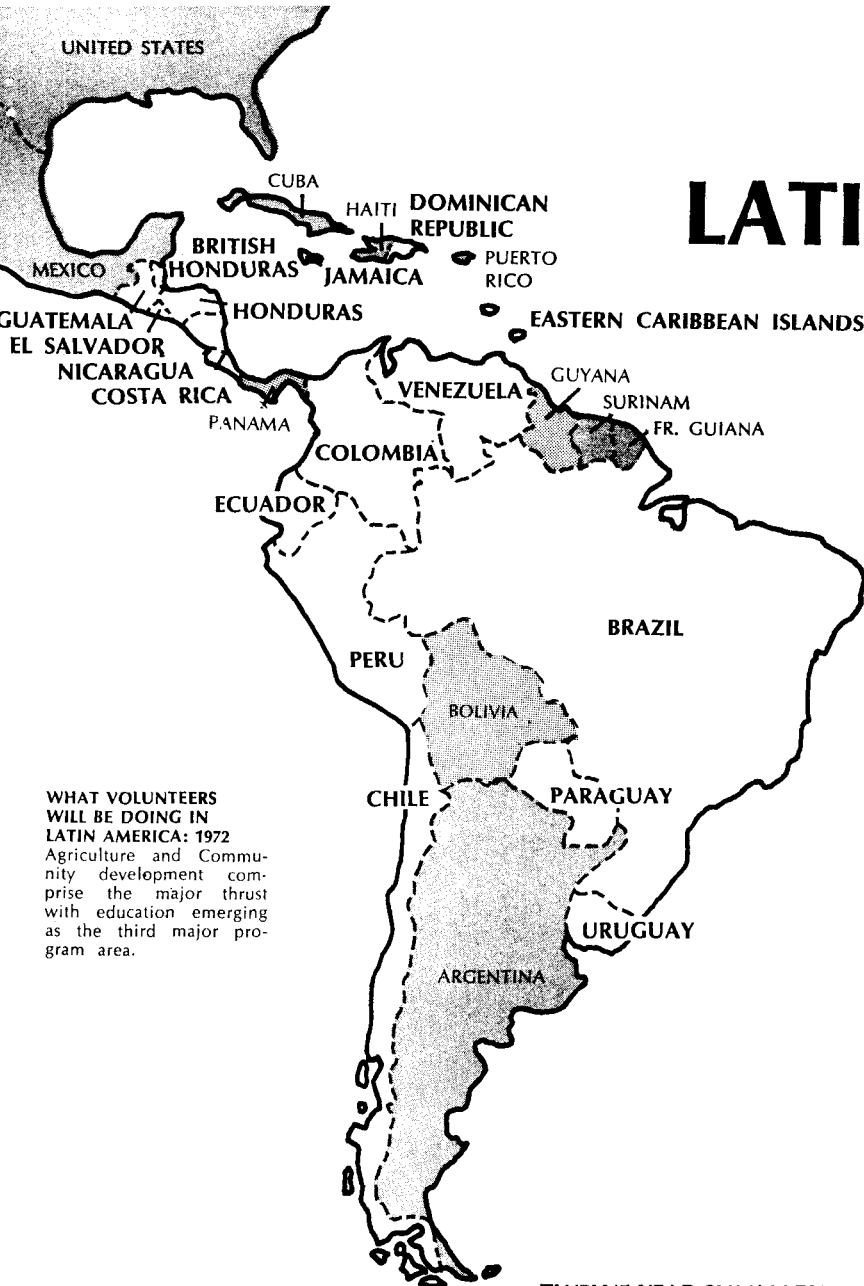 UNITED STATES
LATI
CUBA
HAITI
DOMINICAN
REPUBLIC
BRITISH
HONDURAS
JAMAICA
PUERTO
RICO
MEXICO
GUATEMALA
HONDURAS
EASTERN CARIBBEAN ISLANDS
EL SALVADOR
NICARAGUA
COSTA RICA
PANAMA
VENEZUELA
GUYANA
SURINAM
FR. GUIANA
COLOMBIA
ECUADOR
BRAZIL
PERU
BOLIVIA
CHILE
PARAGUAY
WHAT VOLUNTEERS
WILL BE DOING IN
LATIN AMERICA: 1972
Agriculture and Commu-
nity development com-
prise the major thrust
with education emerging
as the third major pro-
gram area.
URUGUAY
ARGENTINA